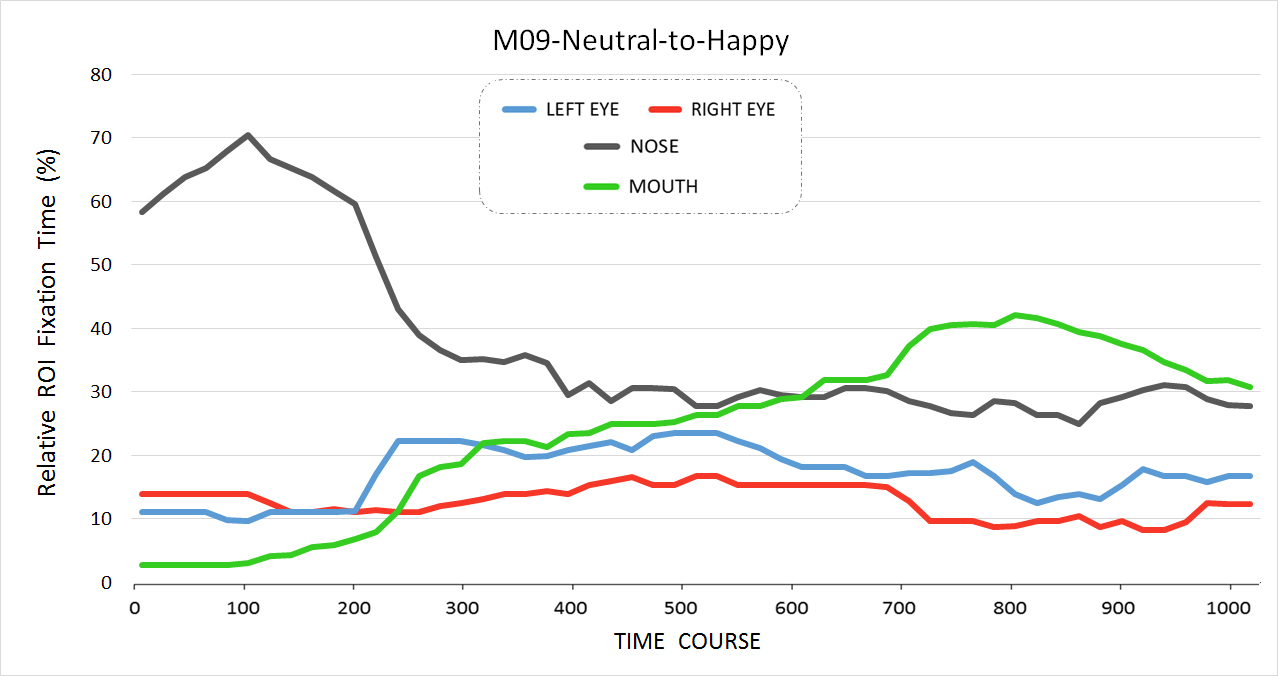 M09-Neutral-to-Happy
80
70
60
50
40
30
20
10
0
Relative ROI Fixation Time (%)
LEFT EYE RIGHT EYE
NOSE
MOUTH
0 100 200 300 400 500 600 700 800 900 1000
TIME COURSE